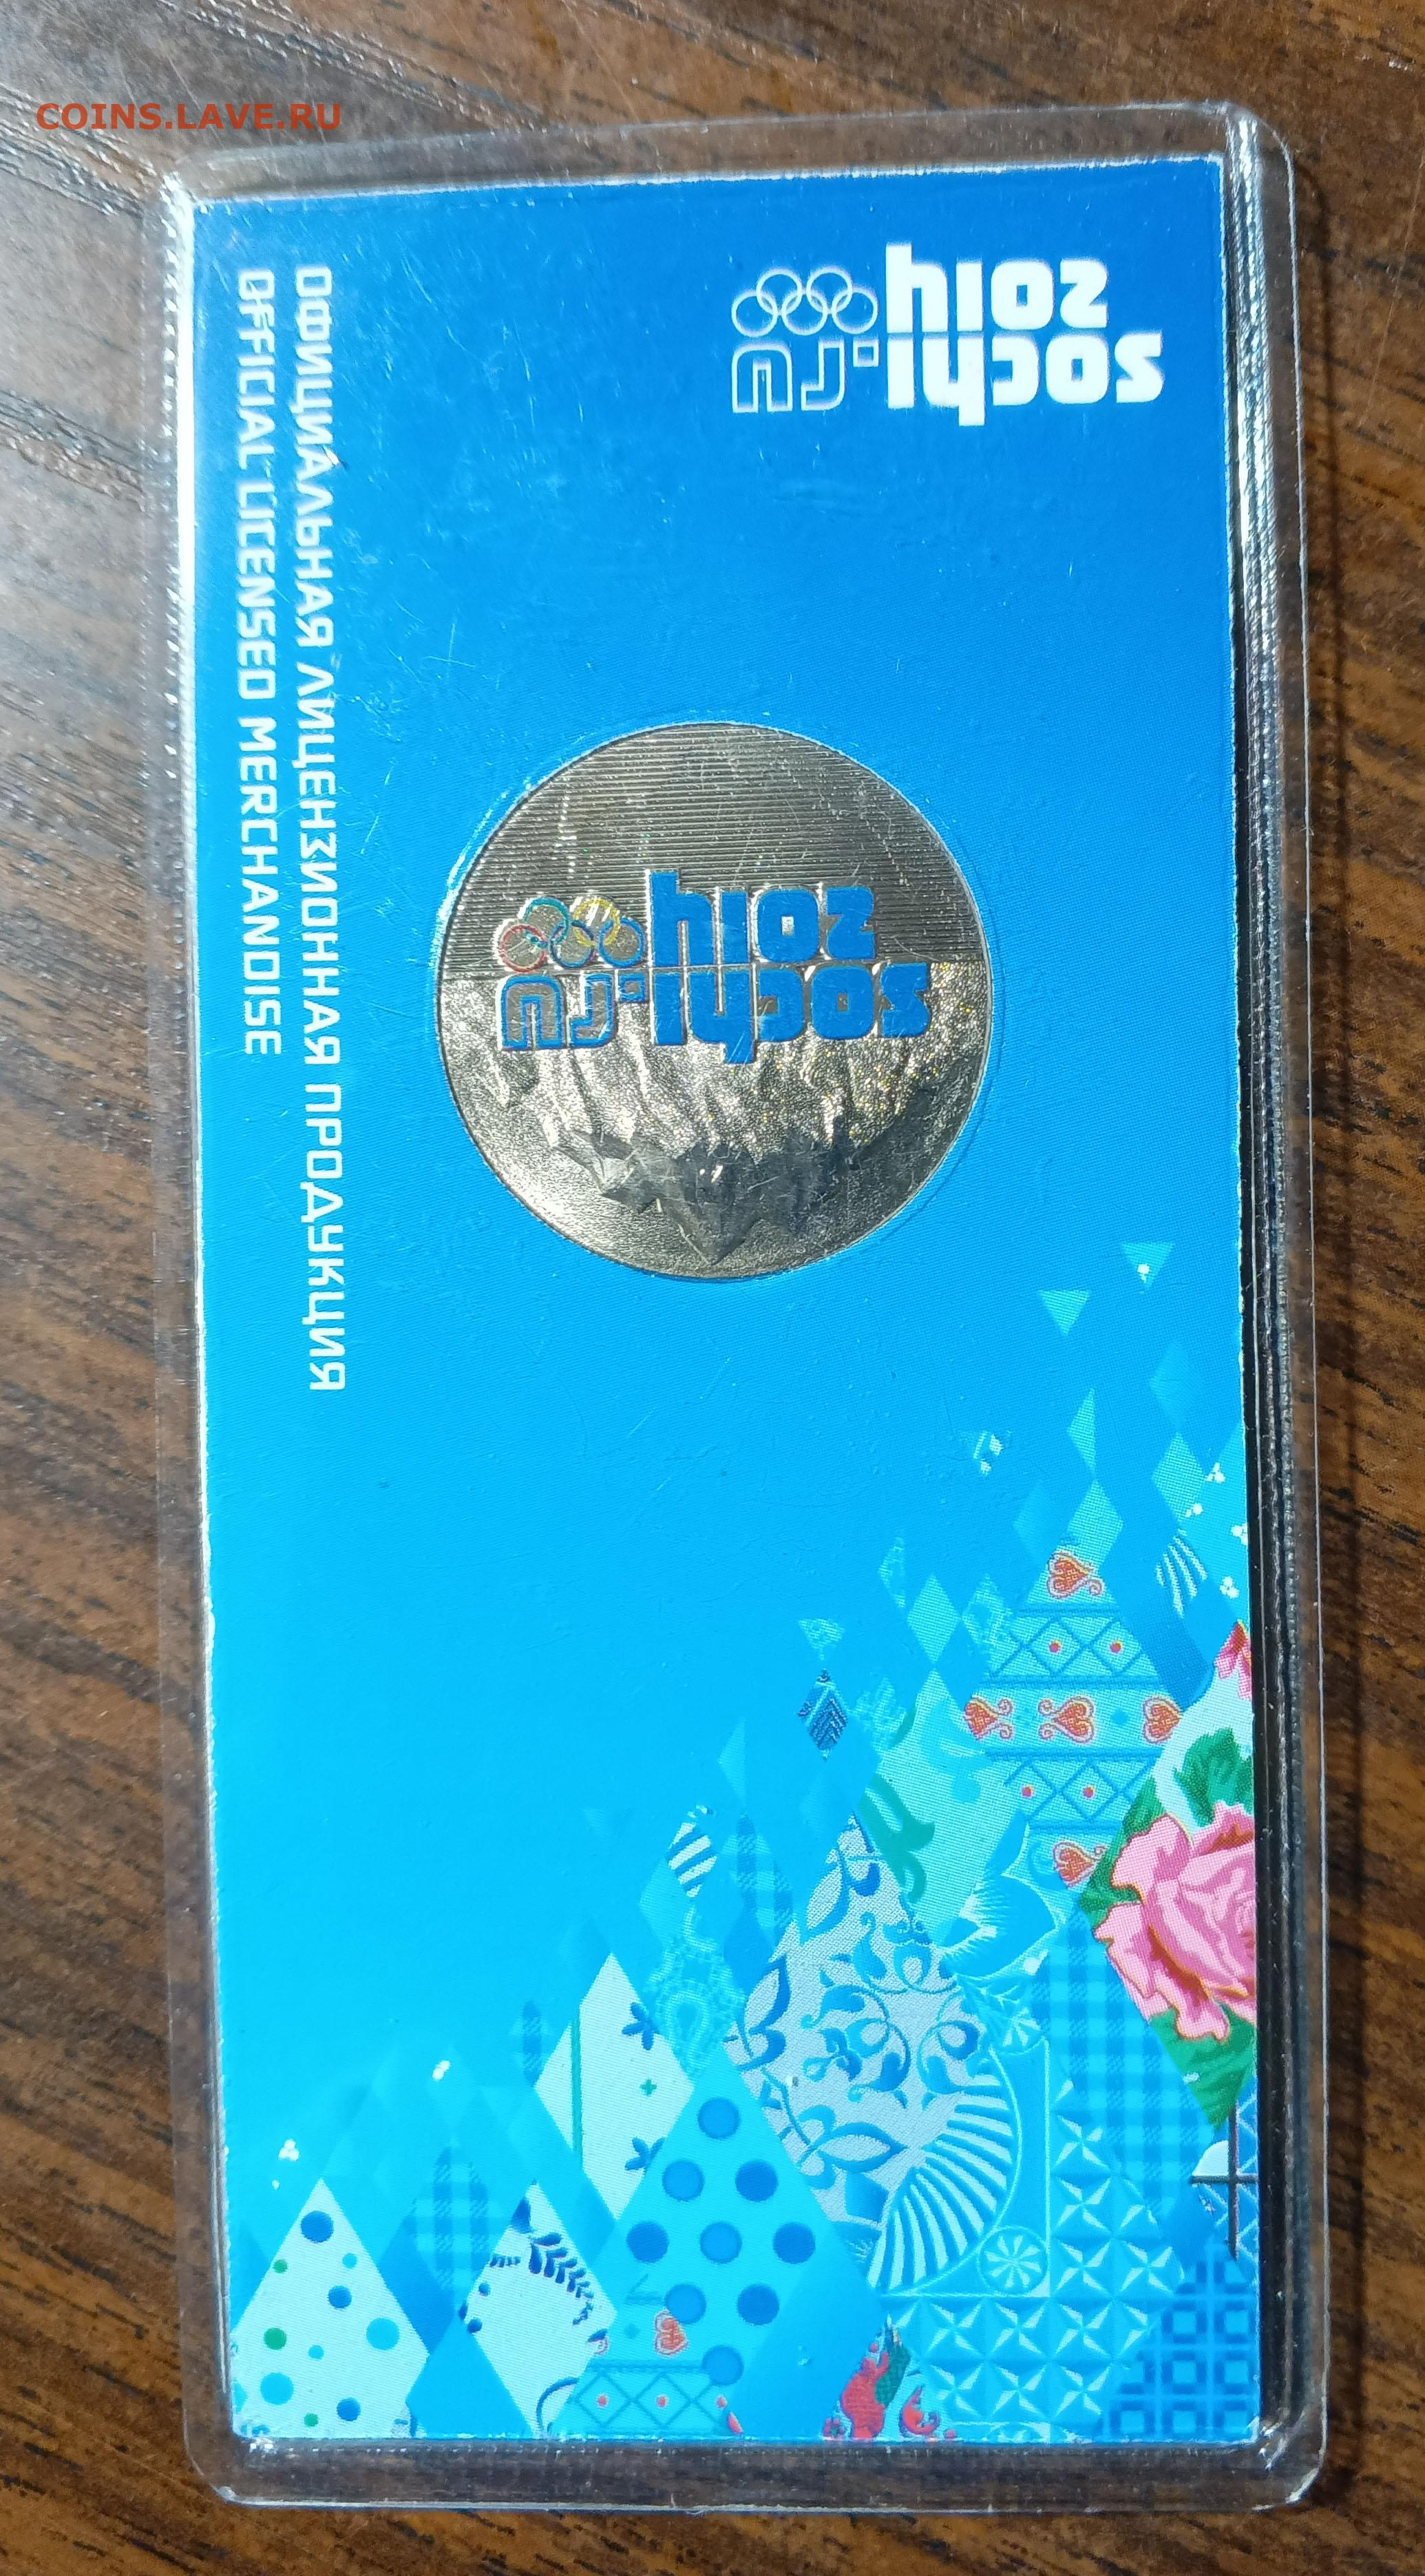 COINS.LAVE.RU
sochi.ru
2014
ОФИЦИАЛЬНАЯ ЛИЦЕНЗИОННАЯ ПРОДУКЦИЯ
OFFICIAL LICENSED MERCHANDISE
sochi.ru
2014